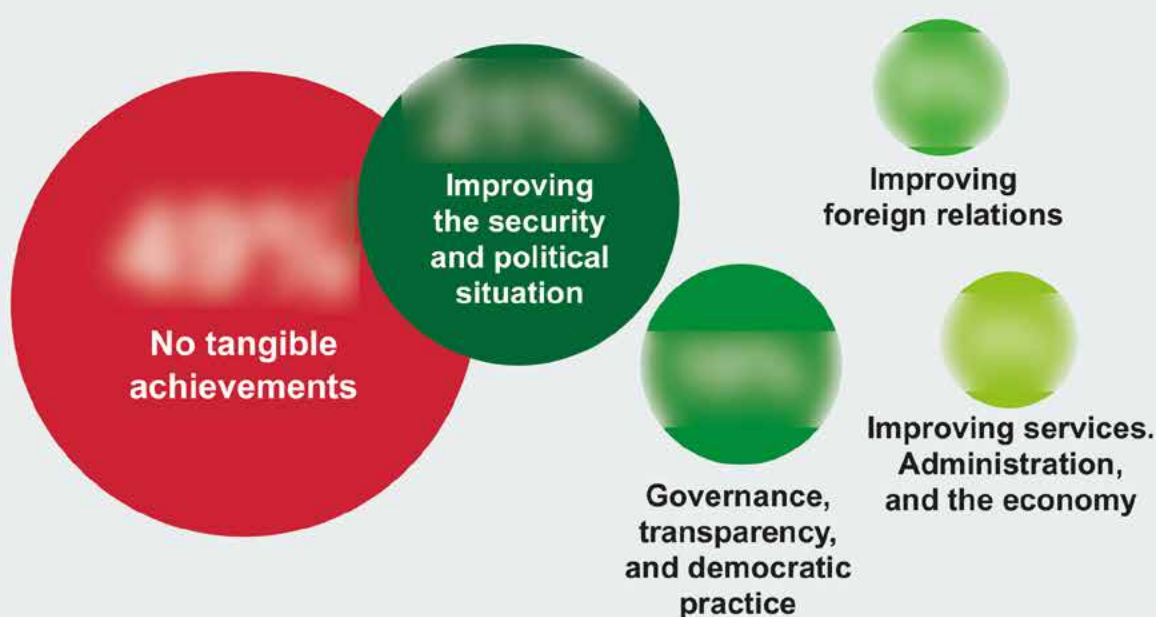 No tangible
achievements
Improving
the security
and political
situation
Improving
foreign relations
Governance,
transparency,
and democratic
practice
Improving services.
Administration,
and the economy